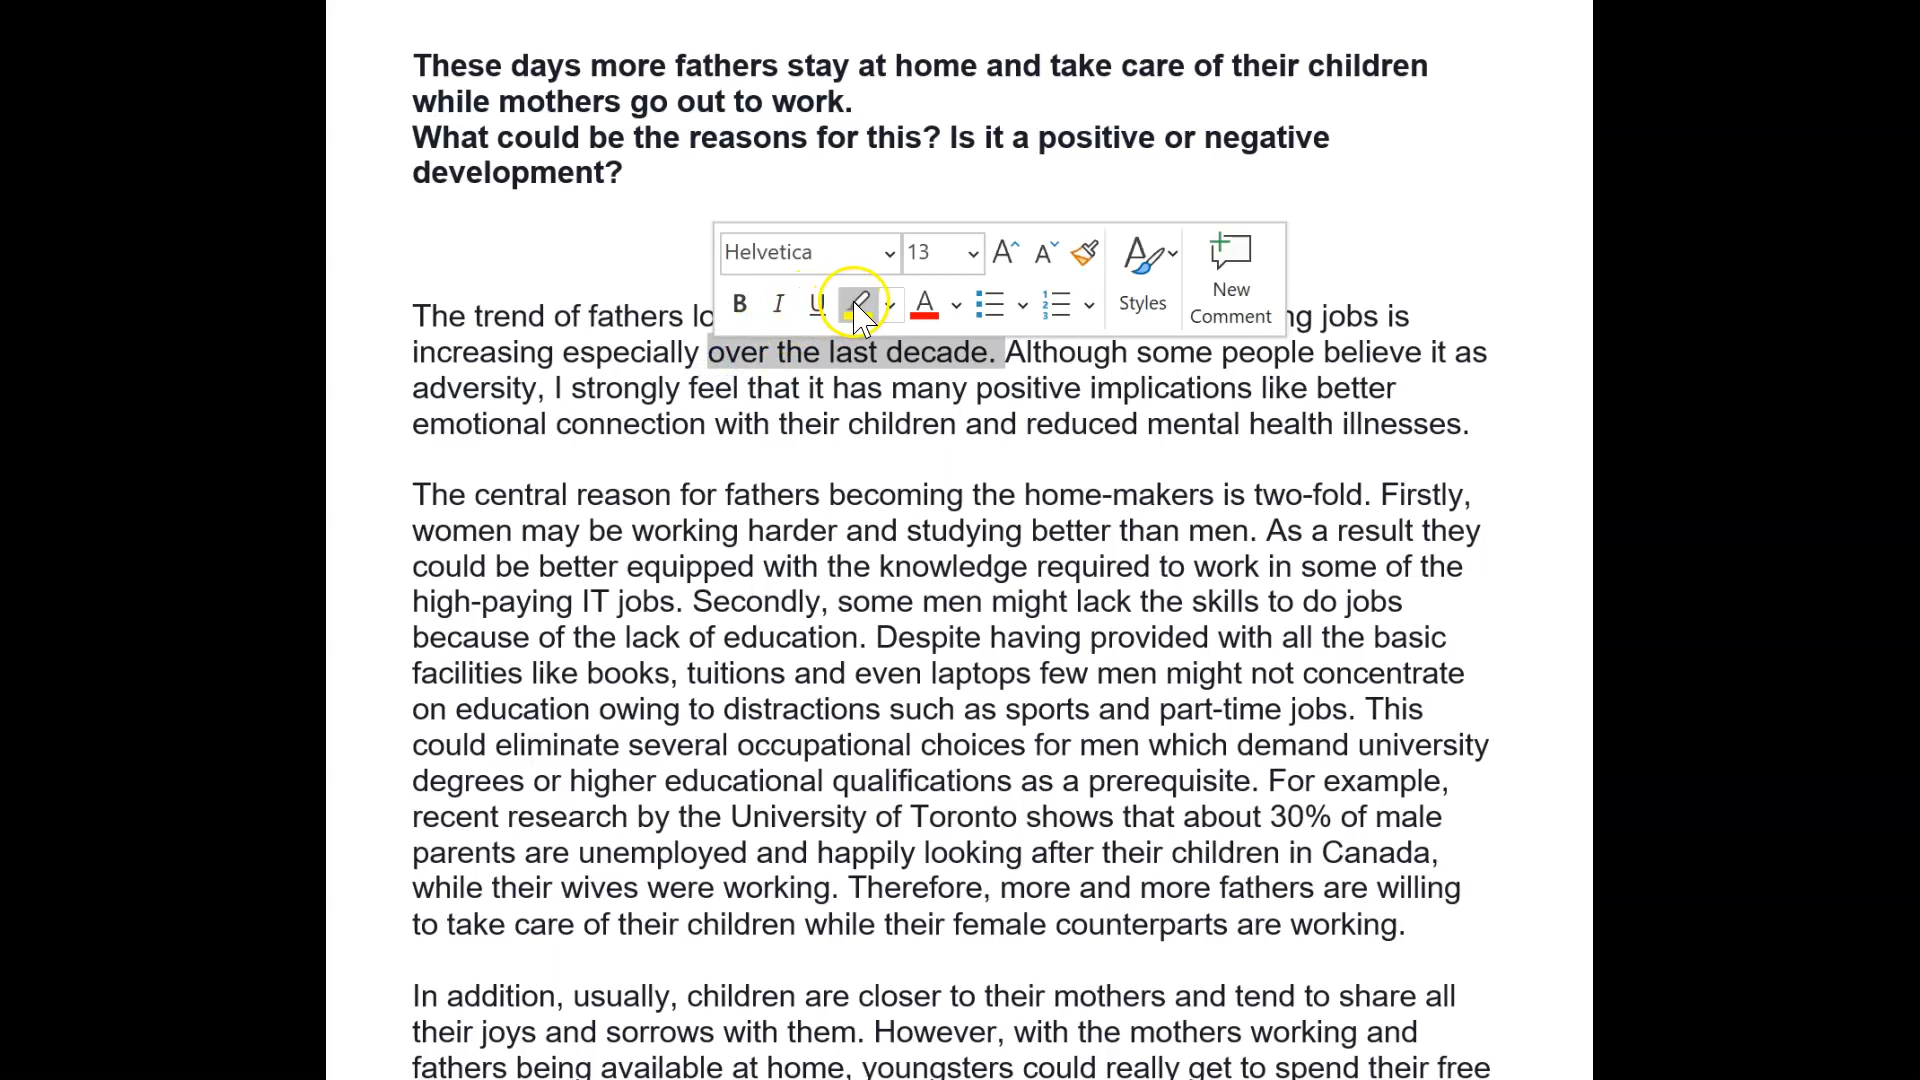 These days more fathers stay at home and take care of their children
while mothers go out to work.
What could be the reasons for this? Is it a positive or negative
development?
Helvetica 13
B I U A Styles New Comment
The trend of fathers lo ng jobs is
increasing especially over the last decade. Although some people believe it as
adversity, I strongly feel that it has many positive implications like better
emotional connection with their children and reduced mental health illnesses.
The central reason for fathers becoming the home-makers is two-fold. Firstly,
women may be working harder and studying better than men. As a result they
could be better equipped with the knowledge required to work in some of the
high-paying IT jobs. Secondly, some men might lack the skills to do jobs
because of the lack of education. Despite having provided with all the basic
facilities like books, tuitions and even laptops few men might not concentrate
on education owing to distractions such as sports and part-time jobs. This
could eliminate several occupational choices for men which demand university
degrees or higher educational qualifications as a prerequisite. For example,
recent research by the University of Toronto shows that about 30% of male
parents are unemployed and happily looking after their children in Canada,
while their wives were working. Therefore, more and more fathers are willing
to take care of their children while their female counterparts are working.
In addition, usually, children are closer to their mothers and tend to share all
their joys and sorrows with them. However, with the mothers working and
fathers being available at home, youngsters could really get to spend their free